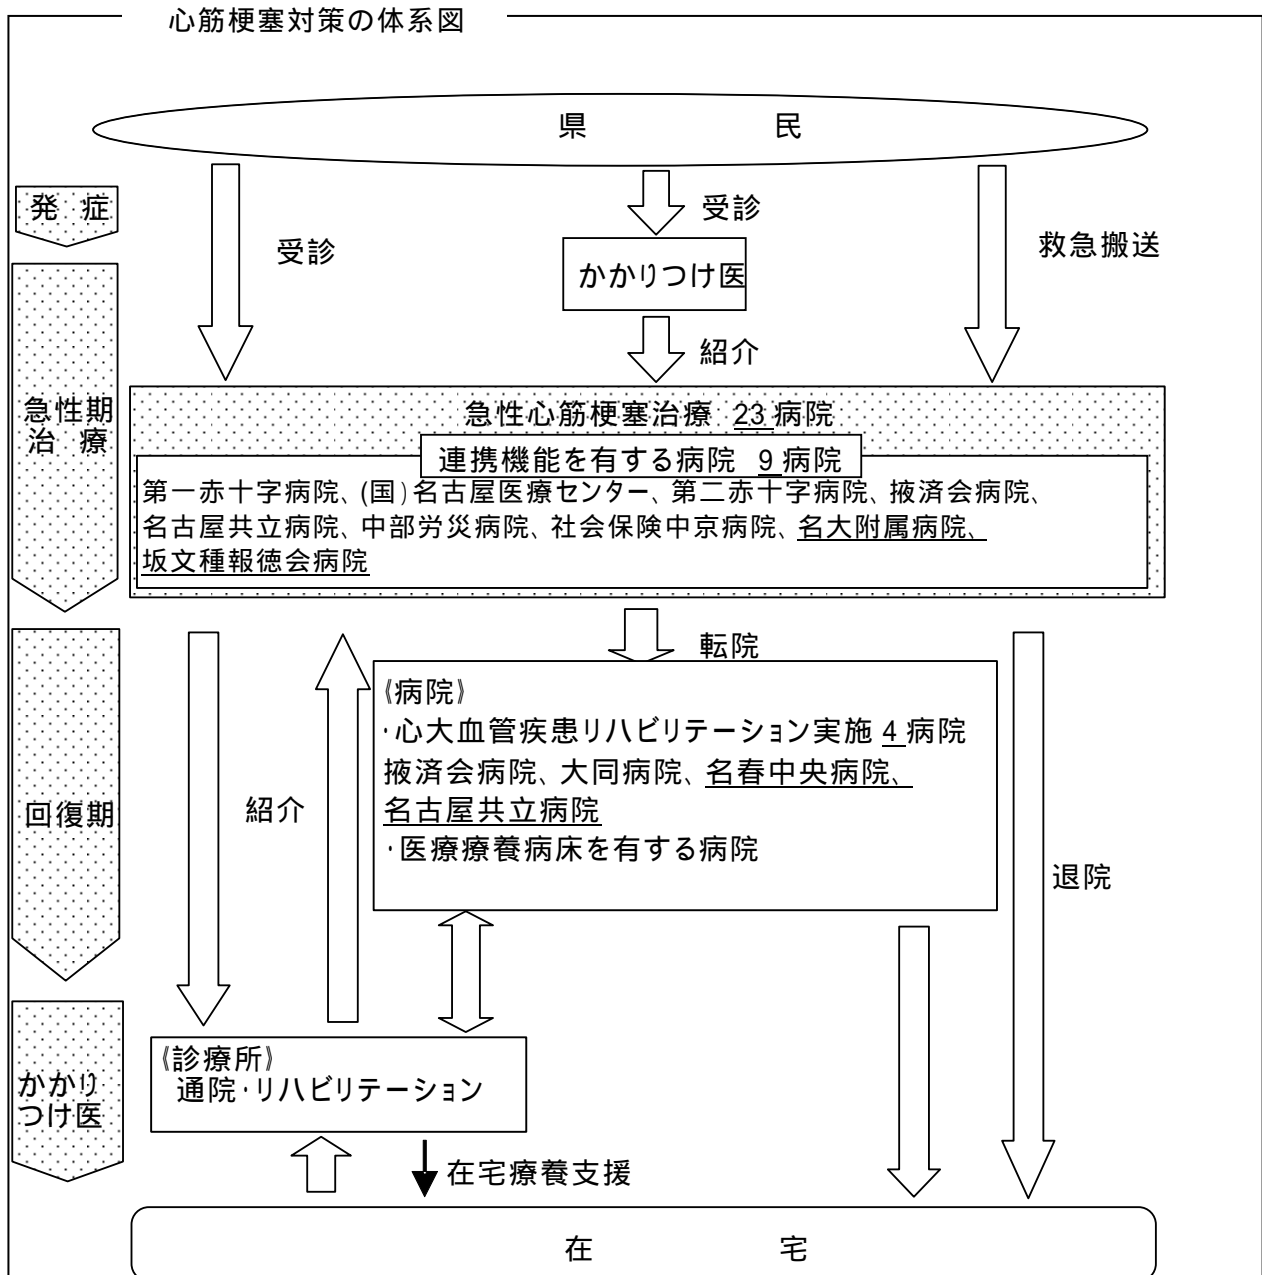 心筋梗塞対策の体系図
県 民
発 症
受診
受診
かかりつけ医
救急搬送
紹介
急性期
治 療
急性心筋梗塞治療 23病院
連携機能を有する病院 9病院
第一赤十字病院、(国)名古屋医療センター、第二赤十字病院、掖済会病院、
名古屋共立病院、中部労災病院、社会保険中京病院、名大附属病院、
坂文種報徳会病院
転院
《病院》
・心大血管疾患リハビリテーション実施 4病院
掖済会病院、大同病院、名春中央病院、
名古屋共立病院
・医療療養病床を有する病院
回復期
紹介
退院
《診療所》
通院・リハビリテーション
かかり
つけ医
在宅療養支援
在 宅